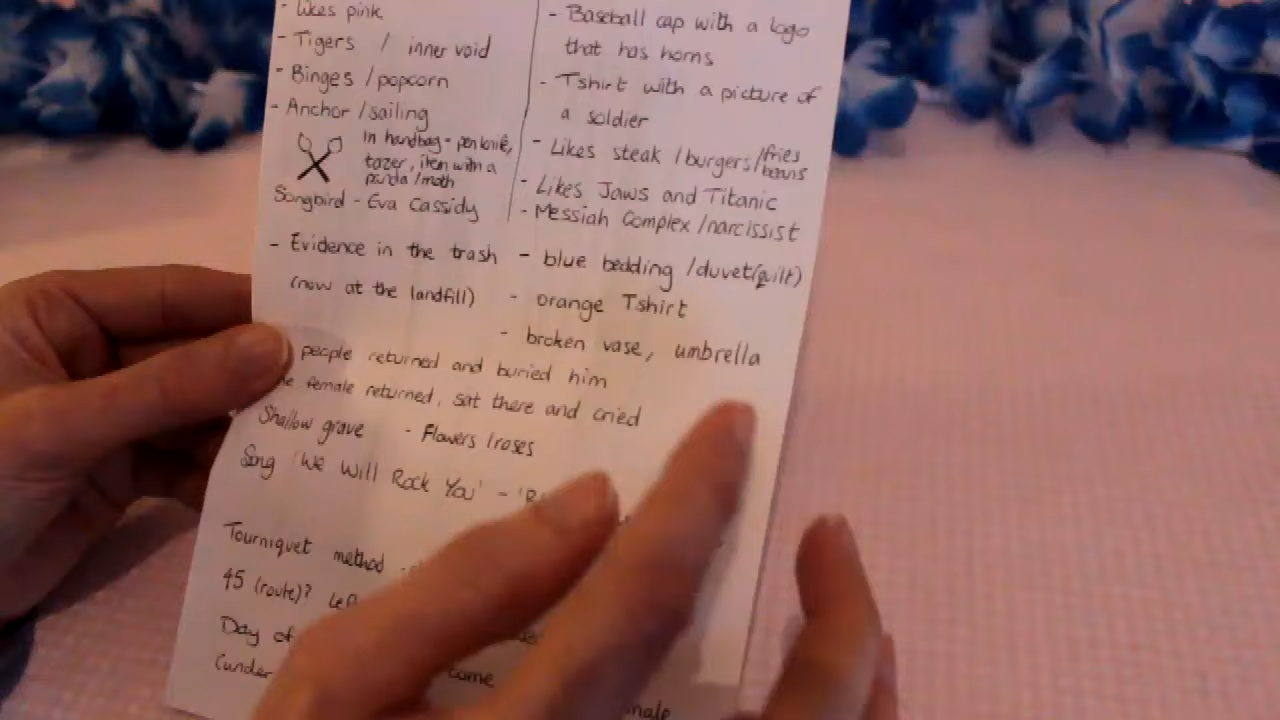 - Likes pink
- Tigers / inner void
- Binges / popcorn
- Anchor / sailing
In handbag - penknife,
tazer, item with a
panda / moth
Songbird - Eva Cassidy
- Baseball cap with a logo
that has horns
- Tshirt with a picture of
a soldier
- Likes steak / burgers / fries
/ beans
- Likes Jaws and Titanic
- Messiah Complex / narcissist
- Evidence in the trash
(now at the landfill)
- blue bedding / duvet (quilt)
- orange Tshirt
- broken vase, umbrella
people returned and buried him
female returned, sat there and cried
Shallow grave - Flowers / roses
Song 'We Will Rock You' -
Tourniquet method
45 (route)?
Day of
(under came